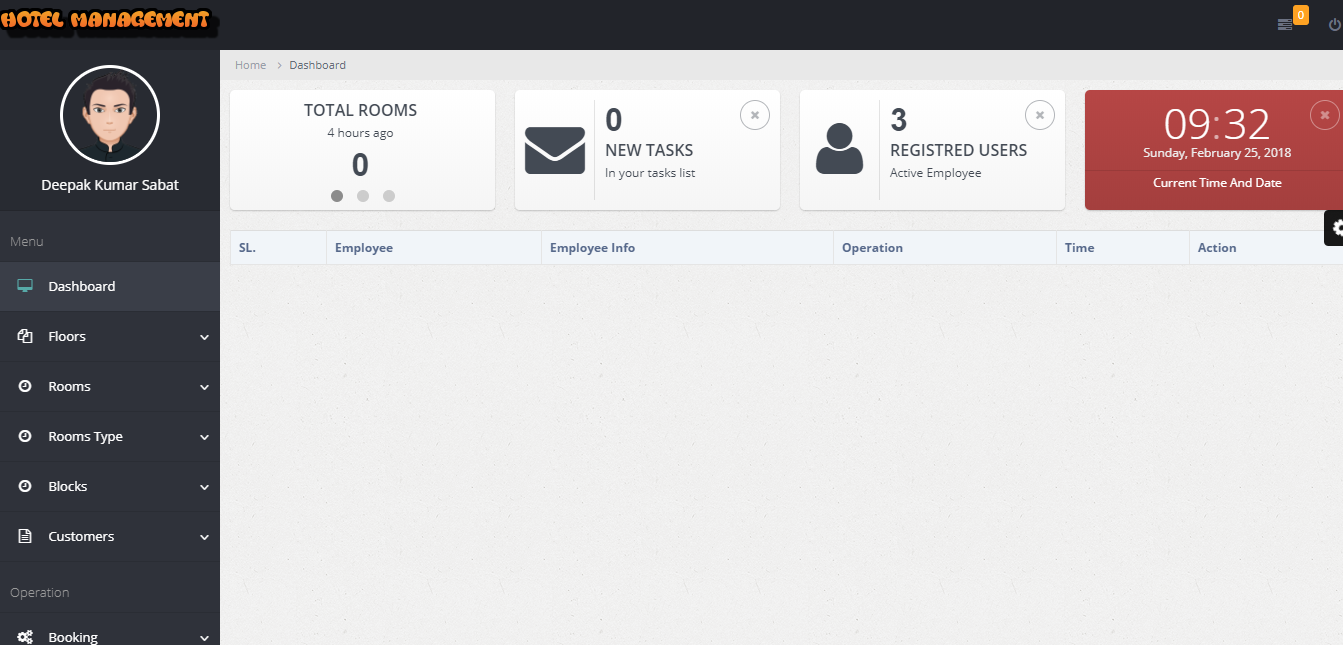 HOTEL MANAGEMENT
0
Deepak Kumar Sabat
Menu
Dashboard
Floors
Rooms
Rooms Type
Blocks
Customers
Operation
Booking
Home > Dashboard
TOTAL ROOMS
4 hours ago
0
0
NEW TASKS
In your tasks list
3
REGISTRED USERS
Active Employee
09:32
Sunday, February 25, 2018
Current Time And Date
SL. Employee Employee Info Operation Time Action